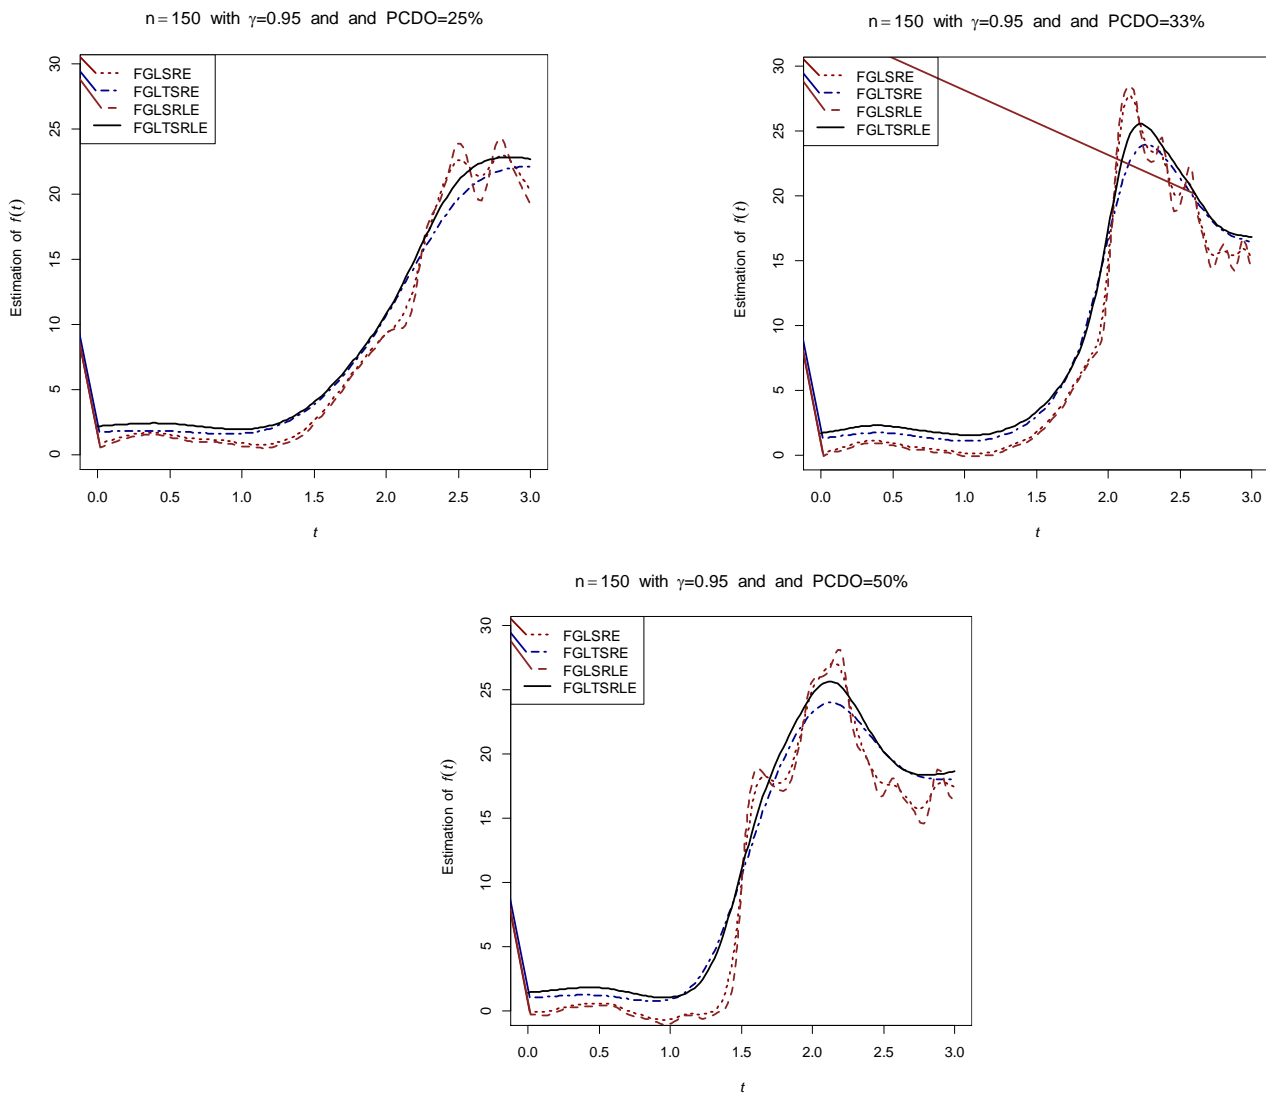 n = 150 with γ=0.95 and and PCDO=25%
30
25
20
15
10
5
0
Estimation of f(t)
FGLSRE
FGLTSRE
FGLSRLE
FGLTSRLE
0.0 0.5 1.0 1.5 2.0 2.5 3.0
t
n = 150 with γ=0.95 and and PCDO=33%
30
25
20
15
10
5
0
Estimation of f(t)
FGLSRE
FGLTSRE
FGLSRLE
FGLTSRLE
0.0 0.5 1.0 1.5 2.0 2.5 3.0
t
n = 150 with γ=0.95 and and PCDO=50%
30
25
20
15
10
5
0
Estimation of f(t)
FGLSRE
FGLTSRE
FGLSRLE
FGLTSRLE
0.0 0.5 1.0 1.5 2.0 2.5 3.0
t